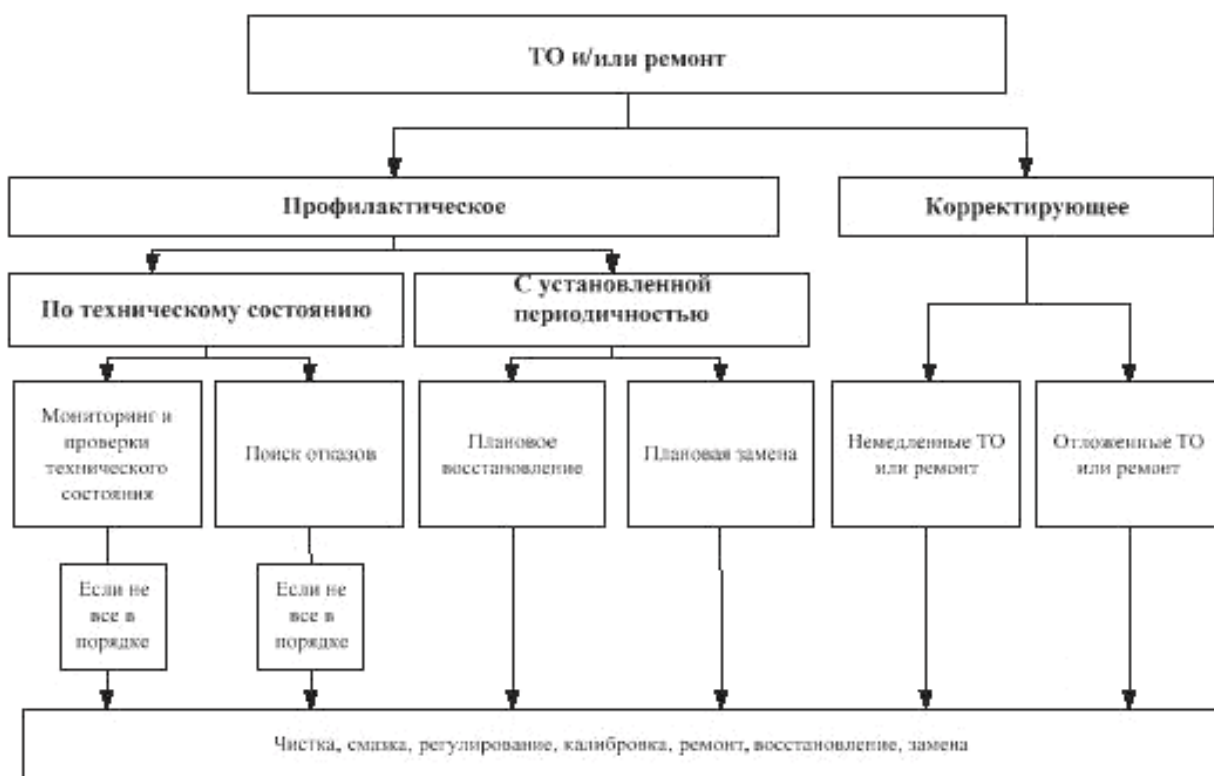 ТО и/или ремонт
Профилактическое
Корректирующее
По техническому состоянию
С установленной
периодичностью
Мониторинг и
проверки
технического
состояния
Поиск отказов
Плановое
восстановление
Плановая замена
Немедленные ТО
или ремонт
Отложенные ТО
или ремонт
Если не
все в
порядке
Если не
все в
порядке
Чистка, смазка, регулирование, калибровка, ремонт, восстановление, замена